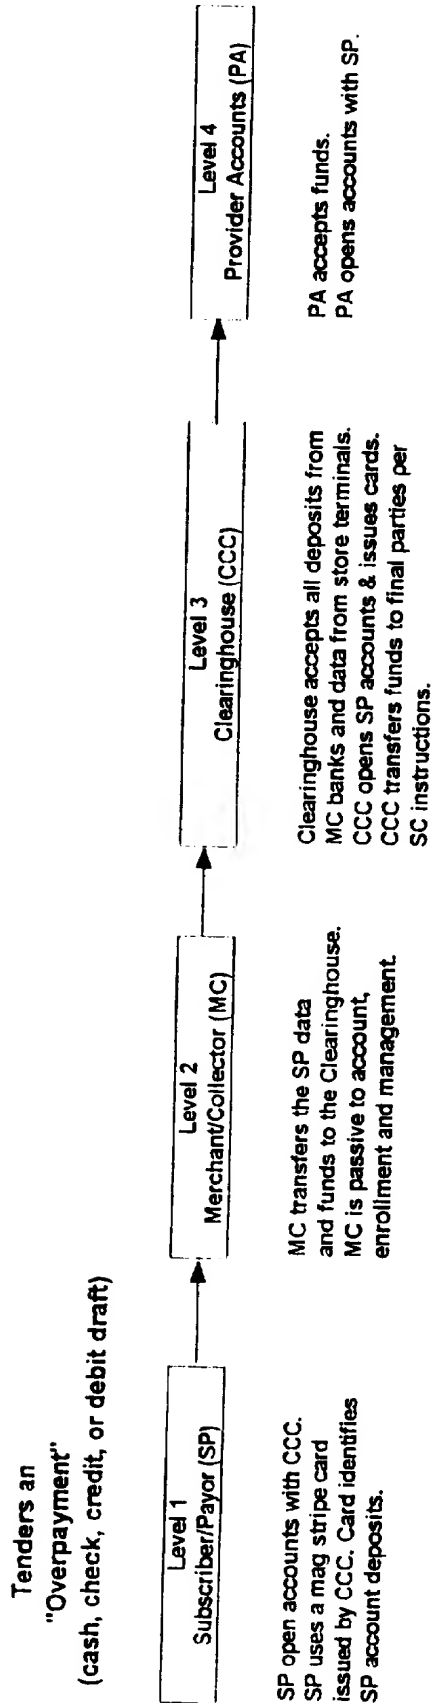 Tenders an
"Overpayment"
(cash, check, credit, or debit draft)
Level 1
Subscriber/Payor (SP)
SP open accounts with CCC.
SP uses a mag stripe card
issued by CCC. Card identifies
SP account deposits.
Level 2
Merchant/Collector (MC)
MC transfers the SP data
and funds to the Clearinghouse.
MC is passive to account,
enrollment and management.
Level 3
Clearinghouse (CCC)
Clearinghouse accepts all deposits from
MC banks and data from store terminals.
CCC opens SP accounts & issues cards.
CCC transfers funds to final parties per
SC instructions.
Level 4
Provider Accounts (PA)
PA accepts funds.
PA opens accounts with SP.